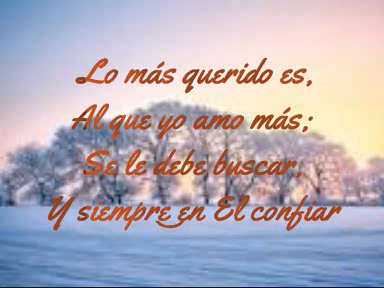 Lo más querido es,
Al que yo amo más;
Se le debe buscar,
Y siempre en El confiar